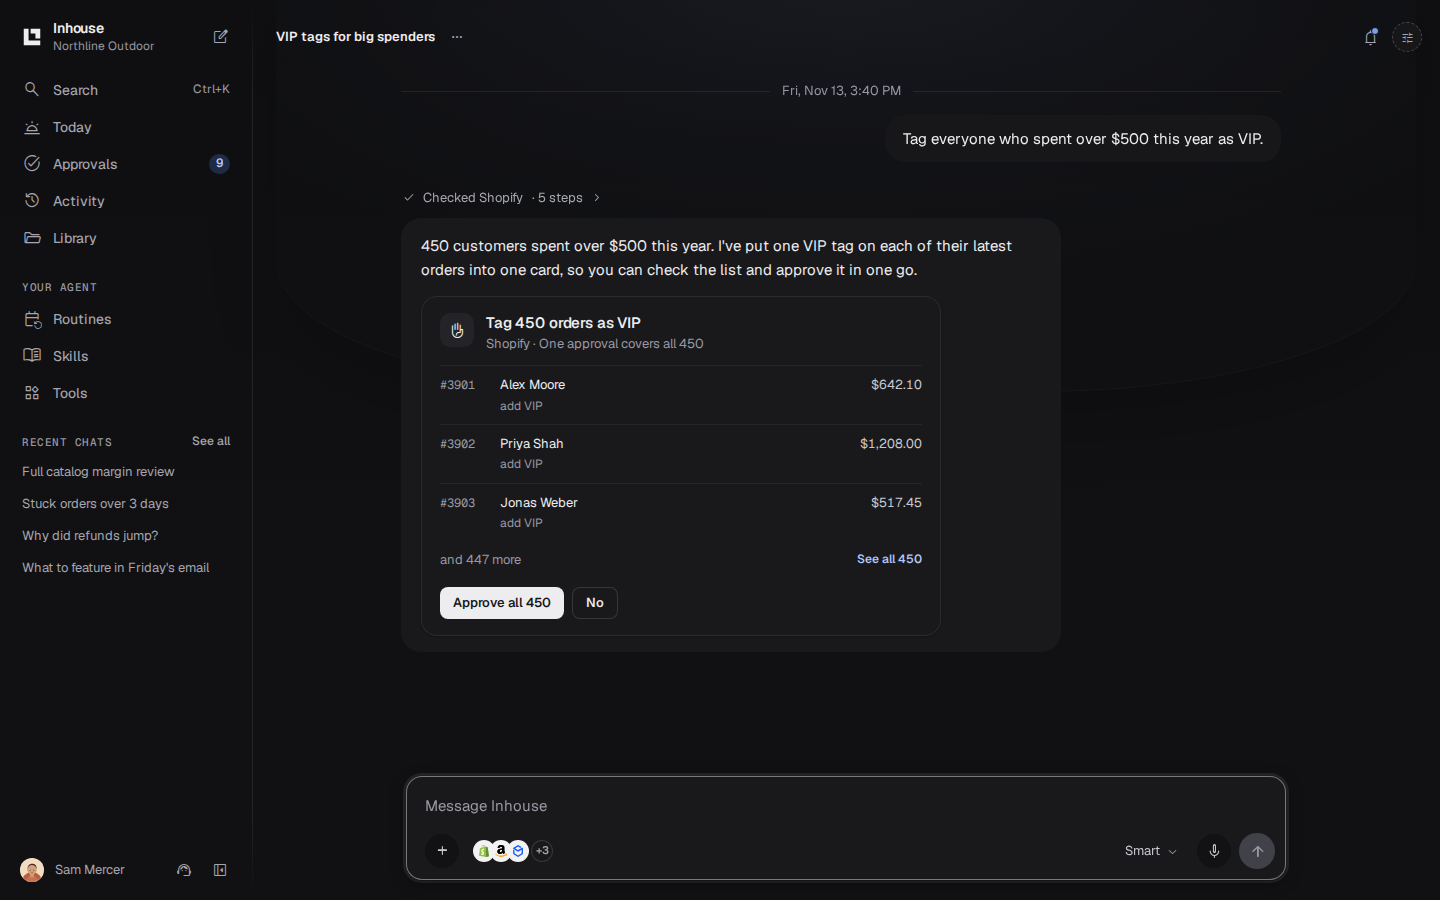 Inhouse
Northline Outdoor
Search
Ctrl+K
Today
Approvals
9
Activity
Library
YOUR AGENT
Routines
Skills
Tools
RECENT CHATS
See all
Full catalog margin review
Stuck orders over 3 days
Why did refunds jump?
What to feature in Friday's email
Sam Mercer
VIP tags for big spenders
Fri, Nov 13, 3:40 PM
Tag everyone who spent over $500 this year as VIP.
Checked Shopify · 5 steps
450 customers spent over $500 this year. I've put one VIP tag on each of their latest
orders into one card, so you can check the list and approve it in one go.
Tag 450 orders as VIP
Shopify · One approval covers all 450
#3901 Alex Moore $642.10
add VIP
#3902 Priya Shah $1,208.00
add VIP
#3903 Jonas Weber $517.45
add VIP
and 447 more
See all 450
Approve all 450
No
Message Inhouse
+3
Smart